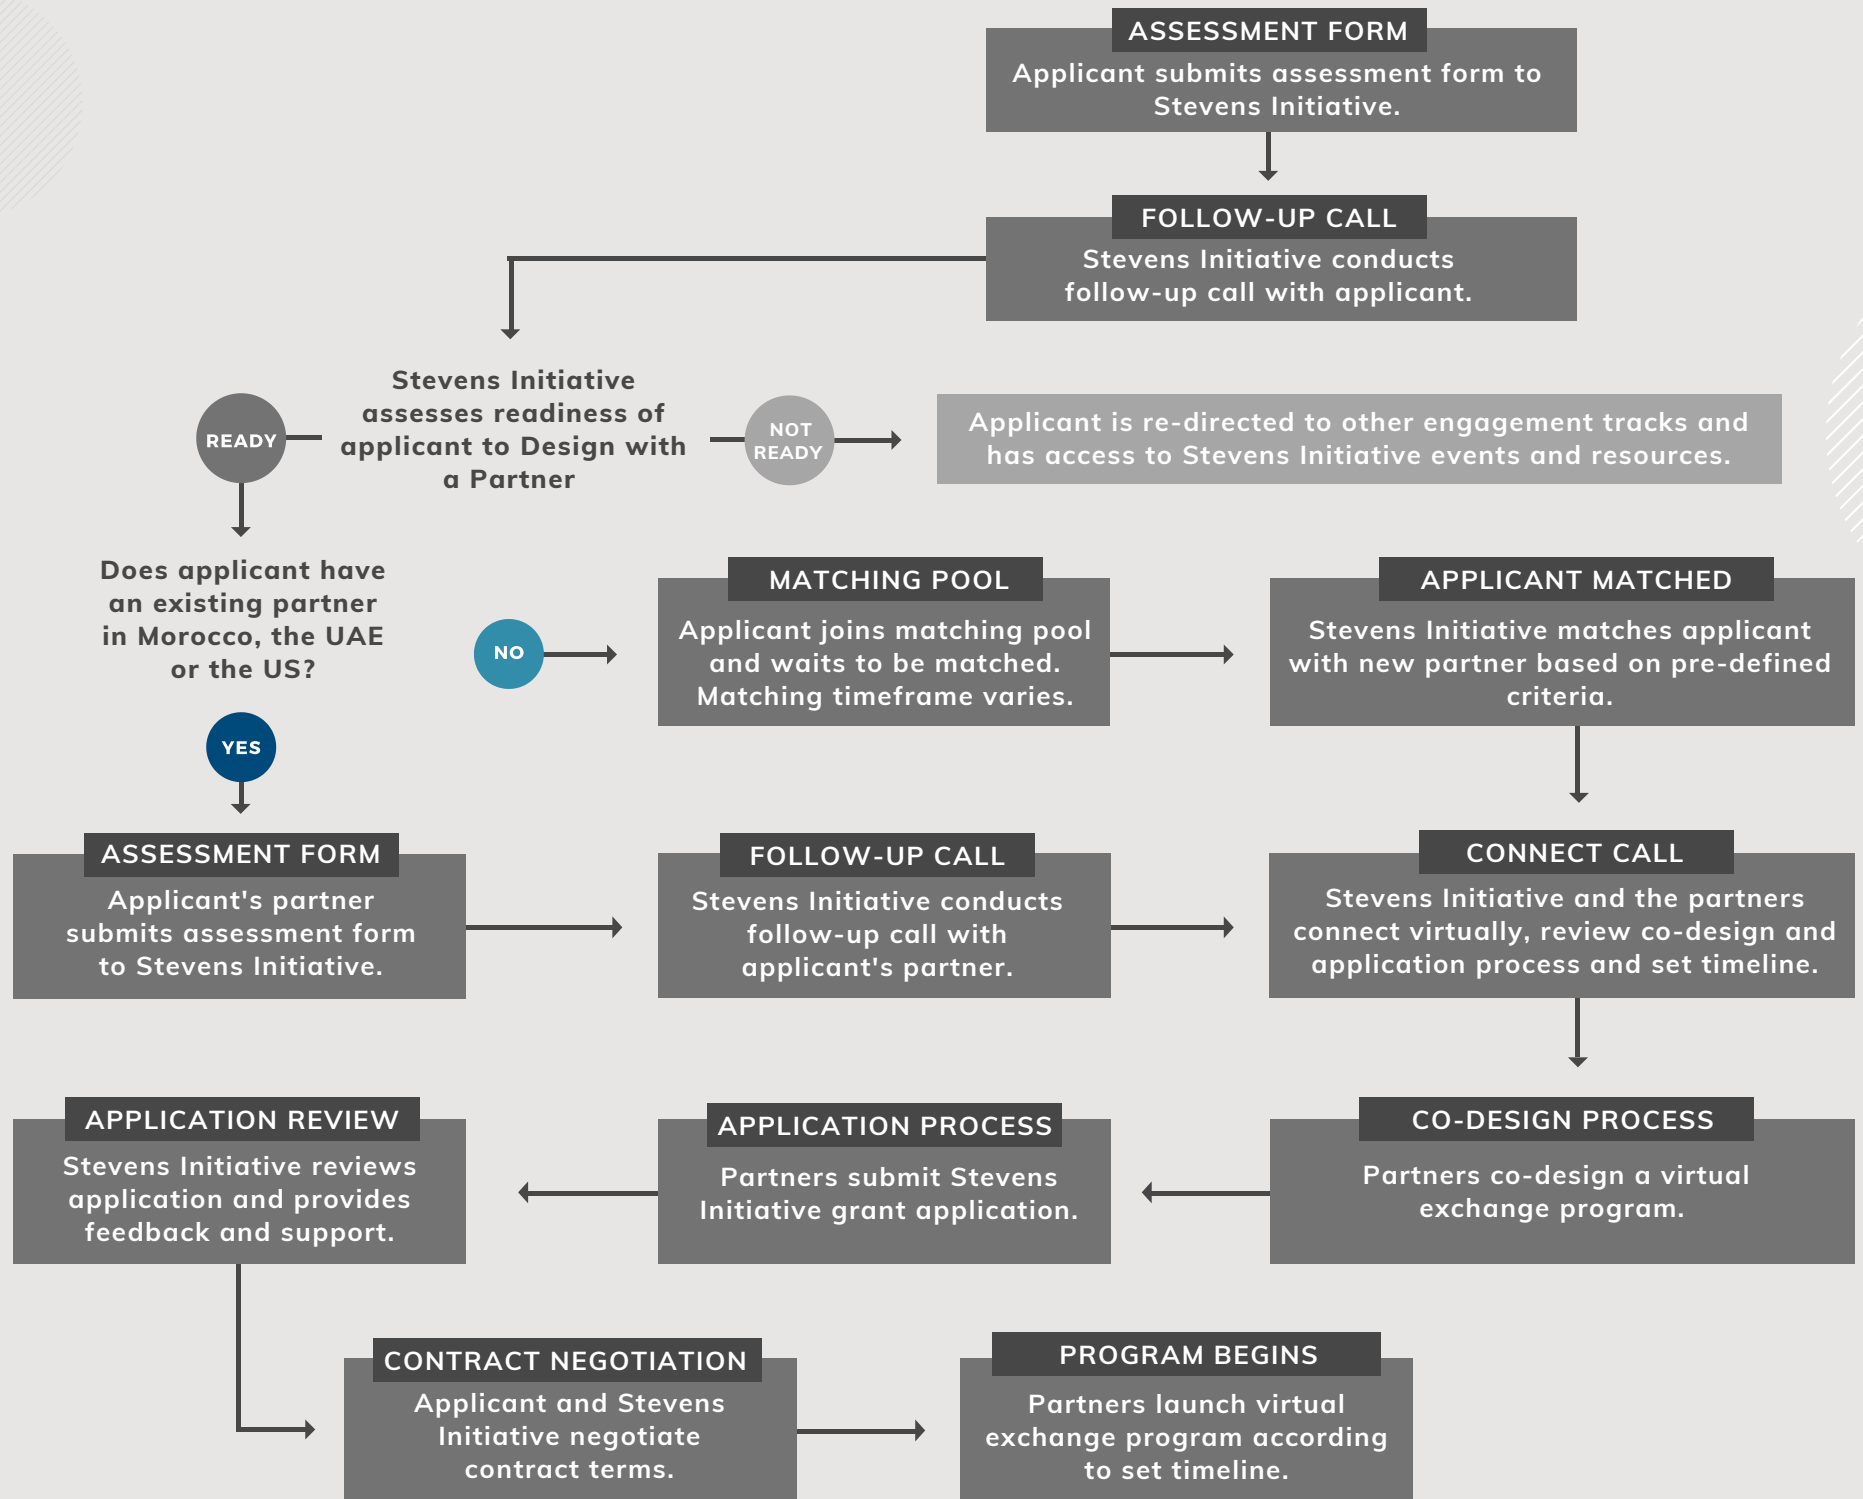 ASSESSMENT FORM
Applicant submits assessment form to
Stevens Initiative.
FOLLOW-UP CALL
Stevens Initiative conducts
follow-up call with applicant.
Stevens Initiative
assesses readiness of
applicant to Design with
a Partner
READY
NOT
READY
Applicant is re-directed to other engagement tracks and
has access to Stevens Initiative events and resources.
Does applicant have
an existing partner
in Morocco, the UAE
or the US?
NO
MATCHING POOL
Applicant joins matching pool
and waits to be matched.
Matching timeframe varies.
APPLICANT MATCHED
Stevens Initiative matches applicant
with new partner based on pre-defined
criteria.
YES
ASSESSMENT FORM
Applicant's partner
submits assessment form
to Stevens Initiative.
FOLLOW-UP CALL
Stevens Initiative conducts
follow-up call with
applicant's partner.
CONNECT CALL
Stevens Initiative and the partners
connect virtually, review co-design and
application process and set timeline.
CO-DESIGN PROCESS
Partners co-design a virtual
exchange program.
APPLICATION PROCESS
Partners submit Stevens
Initiative grant application.
APPLICATION REVIEW
Stevens Initiative reviews
application and provides
feedback and support.
CONTRACT NEGOTIATION
Applicant and Stevens
Initiative negotiate
contract terms.
PROGRAM BEGINS
Partners launch virtual
exchange program according
to set timeline.